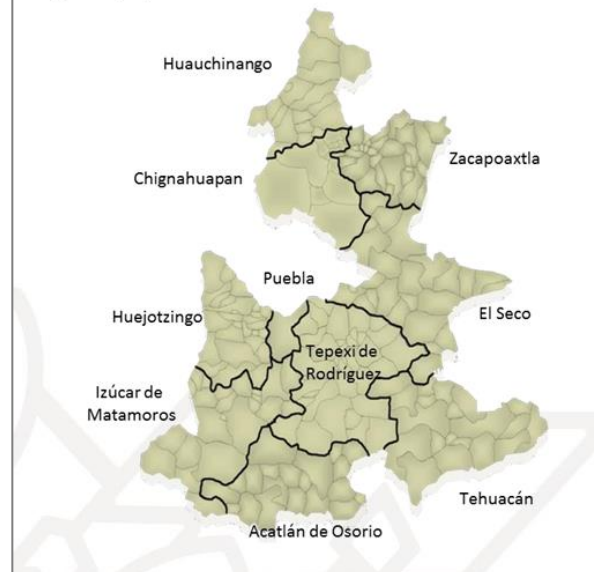 Huauchinango
Zacapoaxtla
Chignahuapan
Puebla
Huejotzingo
El Seco
Tepexi de
Rodríguez
Izúcar de
Matamoros
Tehuacán
Acatlán de Osorio